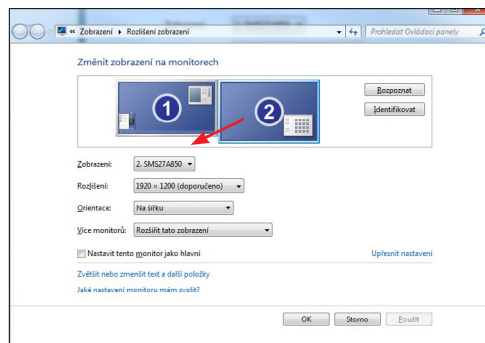 « Zobrazení ▸ Rozlišení zobrazení
Prohledat Ovládací panely
Změnit zobrazení na monitorech
1
2
Rozpoznat
Identifikovat
Zobrazení: 2. SMS27A850
Rozlišení: 1920 × 1200 (doporučeno)
Orientace: Na šířku
Více monitorů: Rozšířit tato zobrazení
Nastavit tento monitor jako hlavní
Upřesnit nastavení
Zvětšit nebo zmenšit text a další položky
Jaké nastavení monitoru mám zvolit?
OK
Storno
Použít